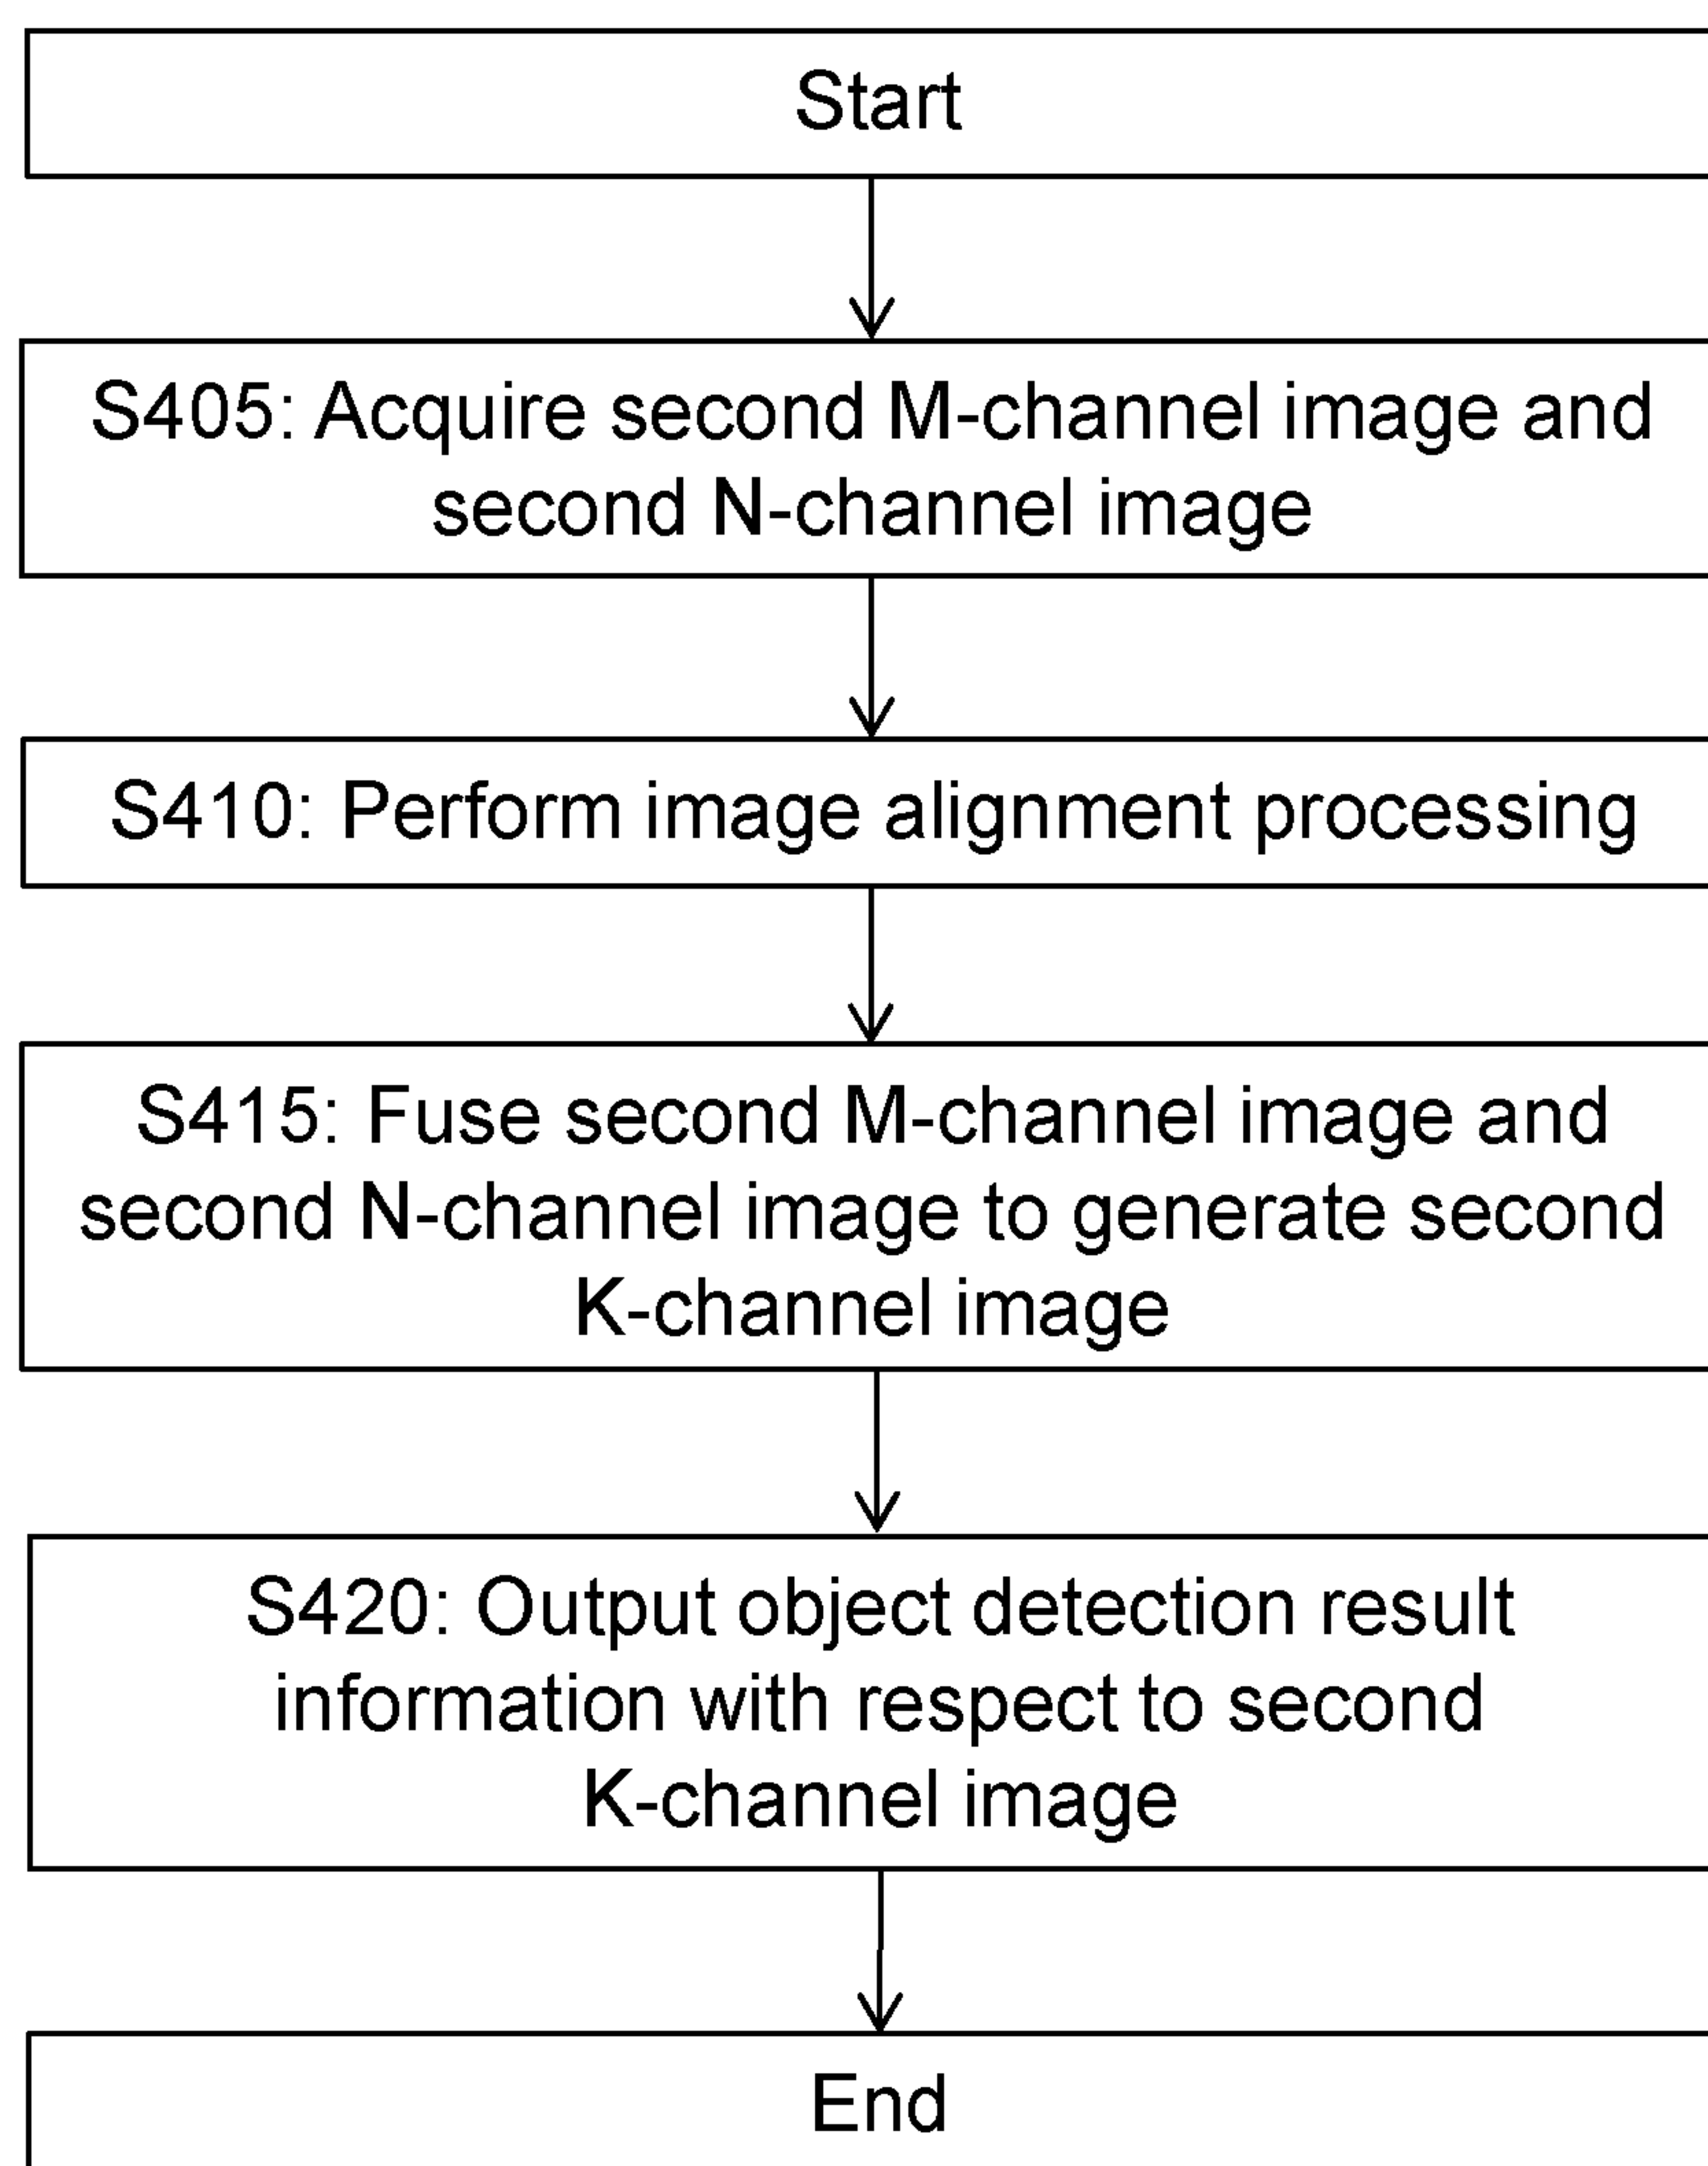 Start
S405: Acquire second M-channel image and
second N-channel image
S410: Perform image alignment processing
S415: Fuse second M-channel image and
second N-channel image to generate second
K-channel image
S420: Output object detection result
information with respect to second
K-channel image
End